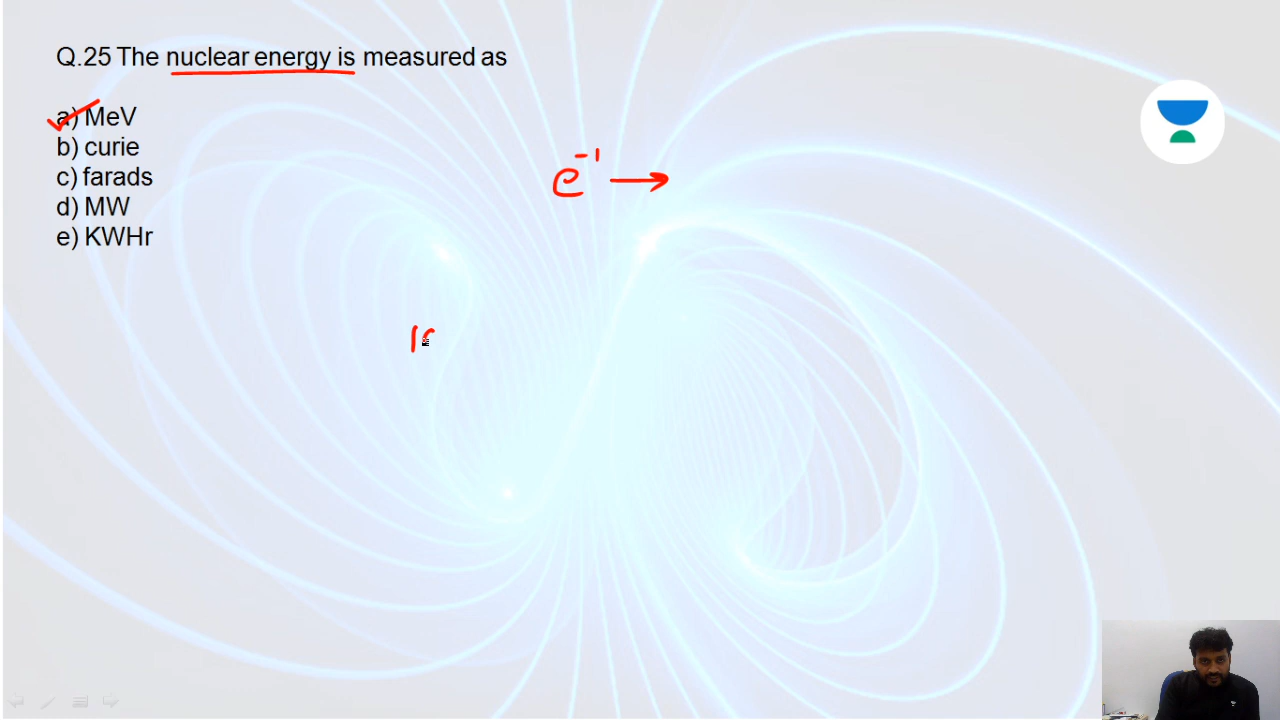 Q.25 The nuclear energy is measured as
a) MeV
b) curie
c) farads
d) MW
e) KWHr
e⁻¹ →